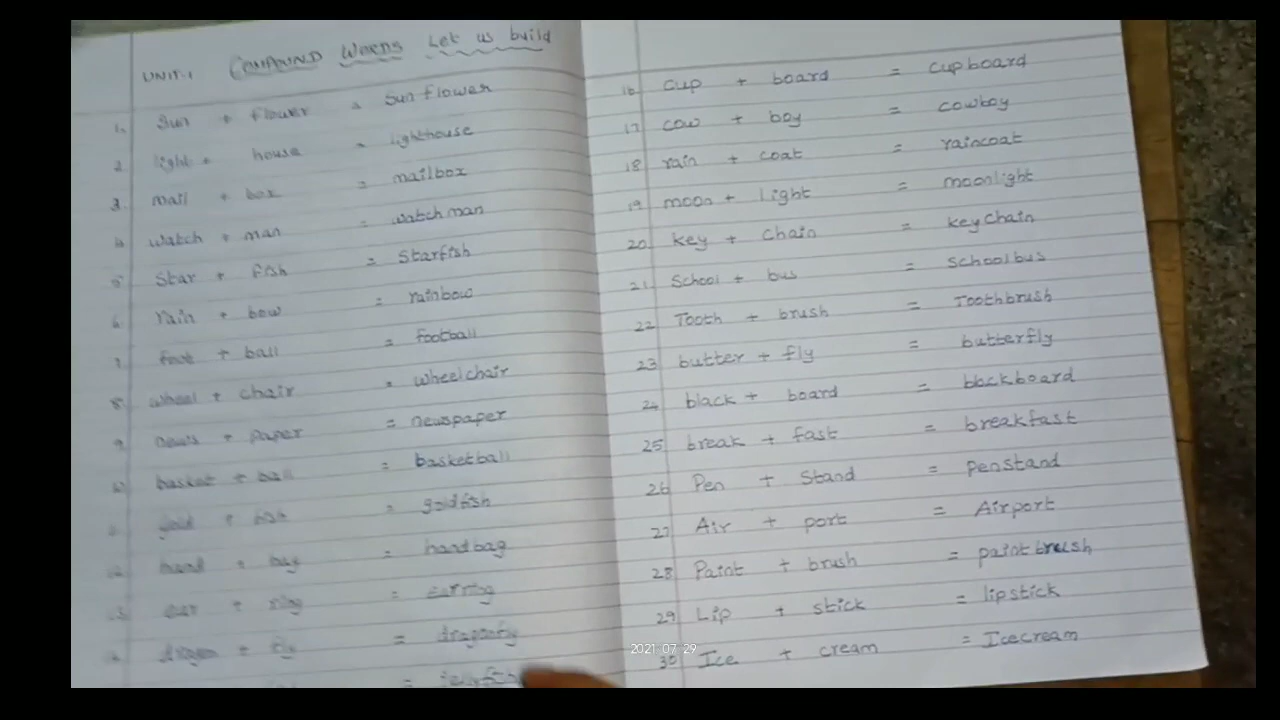 UNIT-1 COMPOUND WORDS Let us build
1. Sun + flower = Sunflower
2 light + house = lighthouse
3. mail + box = mailbox
4 watch + man = watchman
5 Star + fish = Starfish
6 rain + bow = rainbow
7 foot + ball = football
8 wheel + chair = wheelchair
9 news + paper = newspaper
10 basket + ball = basketball
gold + fish = goldfish
hand + bag = handbag
13 ear + ring = earring
dragon + fly = dragonfly
=
16 cup + board = cupboard
17 cow + boy = cowboy
18 rain + coat = raincoat
19 moon + light = moonlight
20 key + chain = keychain
21 School + bus = Schoolbus
22 Tooth + brush = Toothbrush
23 butter + fly = butterfly
24 black + board = blackboard
25 break + fast = breakfast
26 Pen + Stand = penstand
27 Air + port = Airport
28 Paint + brush = paintbrush
29 Lip + stick = lipstick
30 Ice + cream = Icecream
2021 07 29